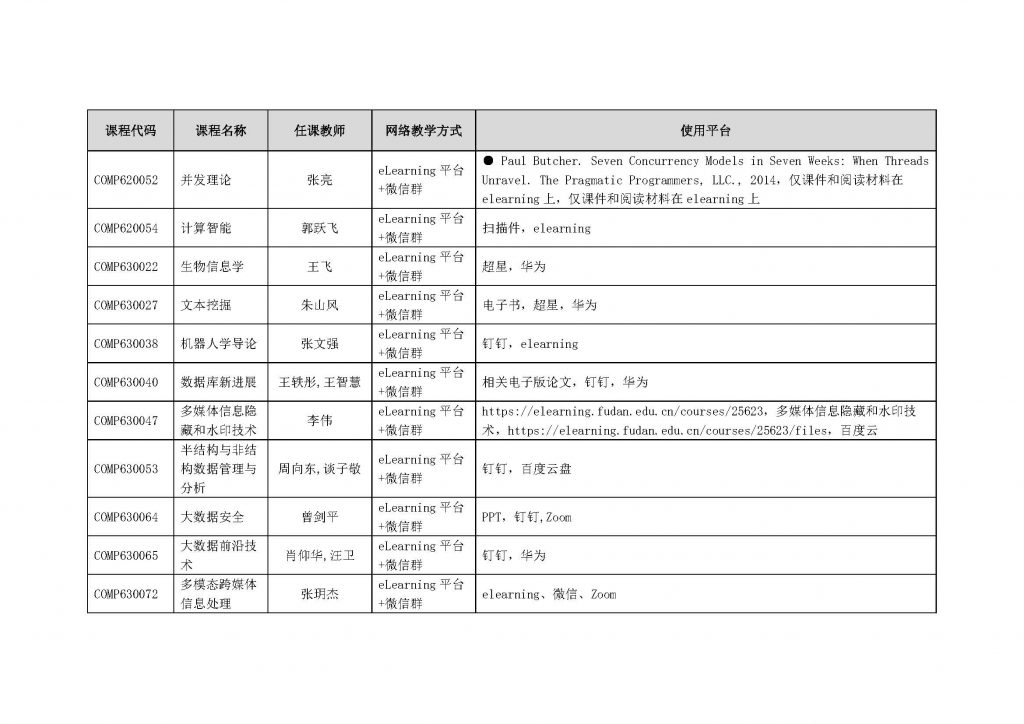 课程代码 课程名称 任课教师 网络教学方式 使用平台
COMP620052 并发理论 张亮 eLearning 平台
+微信群
● Paul Butcher. Seven Concurrency Models in Seven Weeks: When Threads
Unravel. The Pragmatic Programmers, LLC., 2014, 仅课件和阅读材料在
elearning 上, 仅课件和阅读材料在 elearning 上
COMP620054 计算智能 郭跃飞 eLearning 平台
+微信群
扫描件, elearning
COMP630022 生物信息学 王飞 eLearning 平台
+微信群
超星, 华为
COMP630027 文本挖掘 朱山风 eLearning 平台
+微信群
电子书, 超星, 华为
COMP630038 机器人学导论 张文强 eLearning 平台
+微信群
钉钉, elearning
COMP630040 数据库新进展 王轶彤,王智慧 eLearning 平台
+微信群
相关电子版论文, 钉钉, 华为
COMP630047 多媒体信息隐
藏和水印技术
李伟 eLearning 平台
+微信群
https://elearning.fudan.edu.cn/courses/25623, 多媒体信息隐藏和水印技
术, https://elearning.fudan.edu.cn/courses/25623/files, 百度云
COMP630053 半结构与非结
构数据管理与
分析
周向东,谈子敬 eLearning 平台
+微信群
钉钉, 百度云盘
COMP630064 大数据安全 曾剑平 eLearning 平台
+微信群
PPT, 钉钉,Zoom
COMP630065 大数据前沿技
术
肖仰华,汪卫 eLearning 平台
+微信群
钉钉, 华为
COMP630072 多模态跨媒体
信息处理
张玥杰 eLearning 平台
+微信群
elearning、微信、Zoom